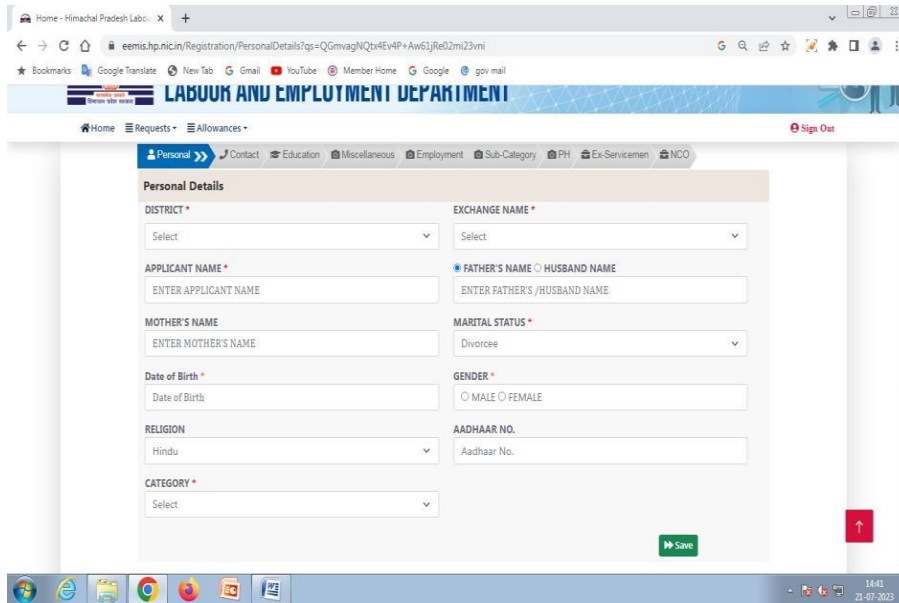 Home - Himachal Pradesh Labou X +
eemis.hp.nic.in/Registration/PersonalDetails?qs=QGmvagNQtx4Ev4P+Aw61jRe02mi23vni
Bookmarks Google Translate New Tab Gmail YouTube Member Home Google gov mail
LABOUR AND EMPLOYMENT DEPARTMENT
Home Requests Allowances Sign Out
Personal Contact Education Miscellaneous Employment Sub-Category PH Ex-Servicemen NCO
Personal Details
DISTRICT * EXCHANGE NAME *
Select Select
APPLICANT NAME * FATHER'S NAME HUSBAND NAME
ENTER APPLICANT NAME ENTER FATHER'S /HUSBAND NAME
MOTHER'S NAME MARITAL STATUS *
ENTER MOTHER'S NAME Divorcee
Date of Birth * GENDER *
Date of Birth MALE FEMALE
RELIGION AADHAAR NO.
Hindu Aadhaar No.
CATEGORY *
Select
Save
14:41
21-07-2023